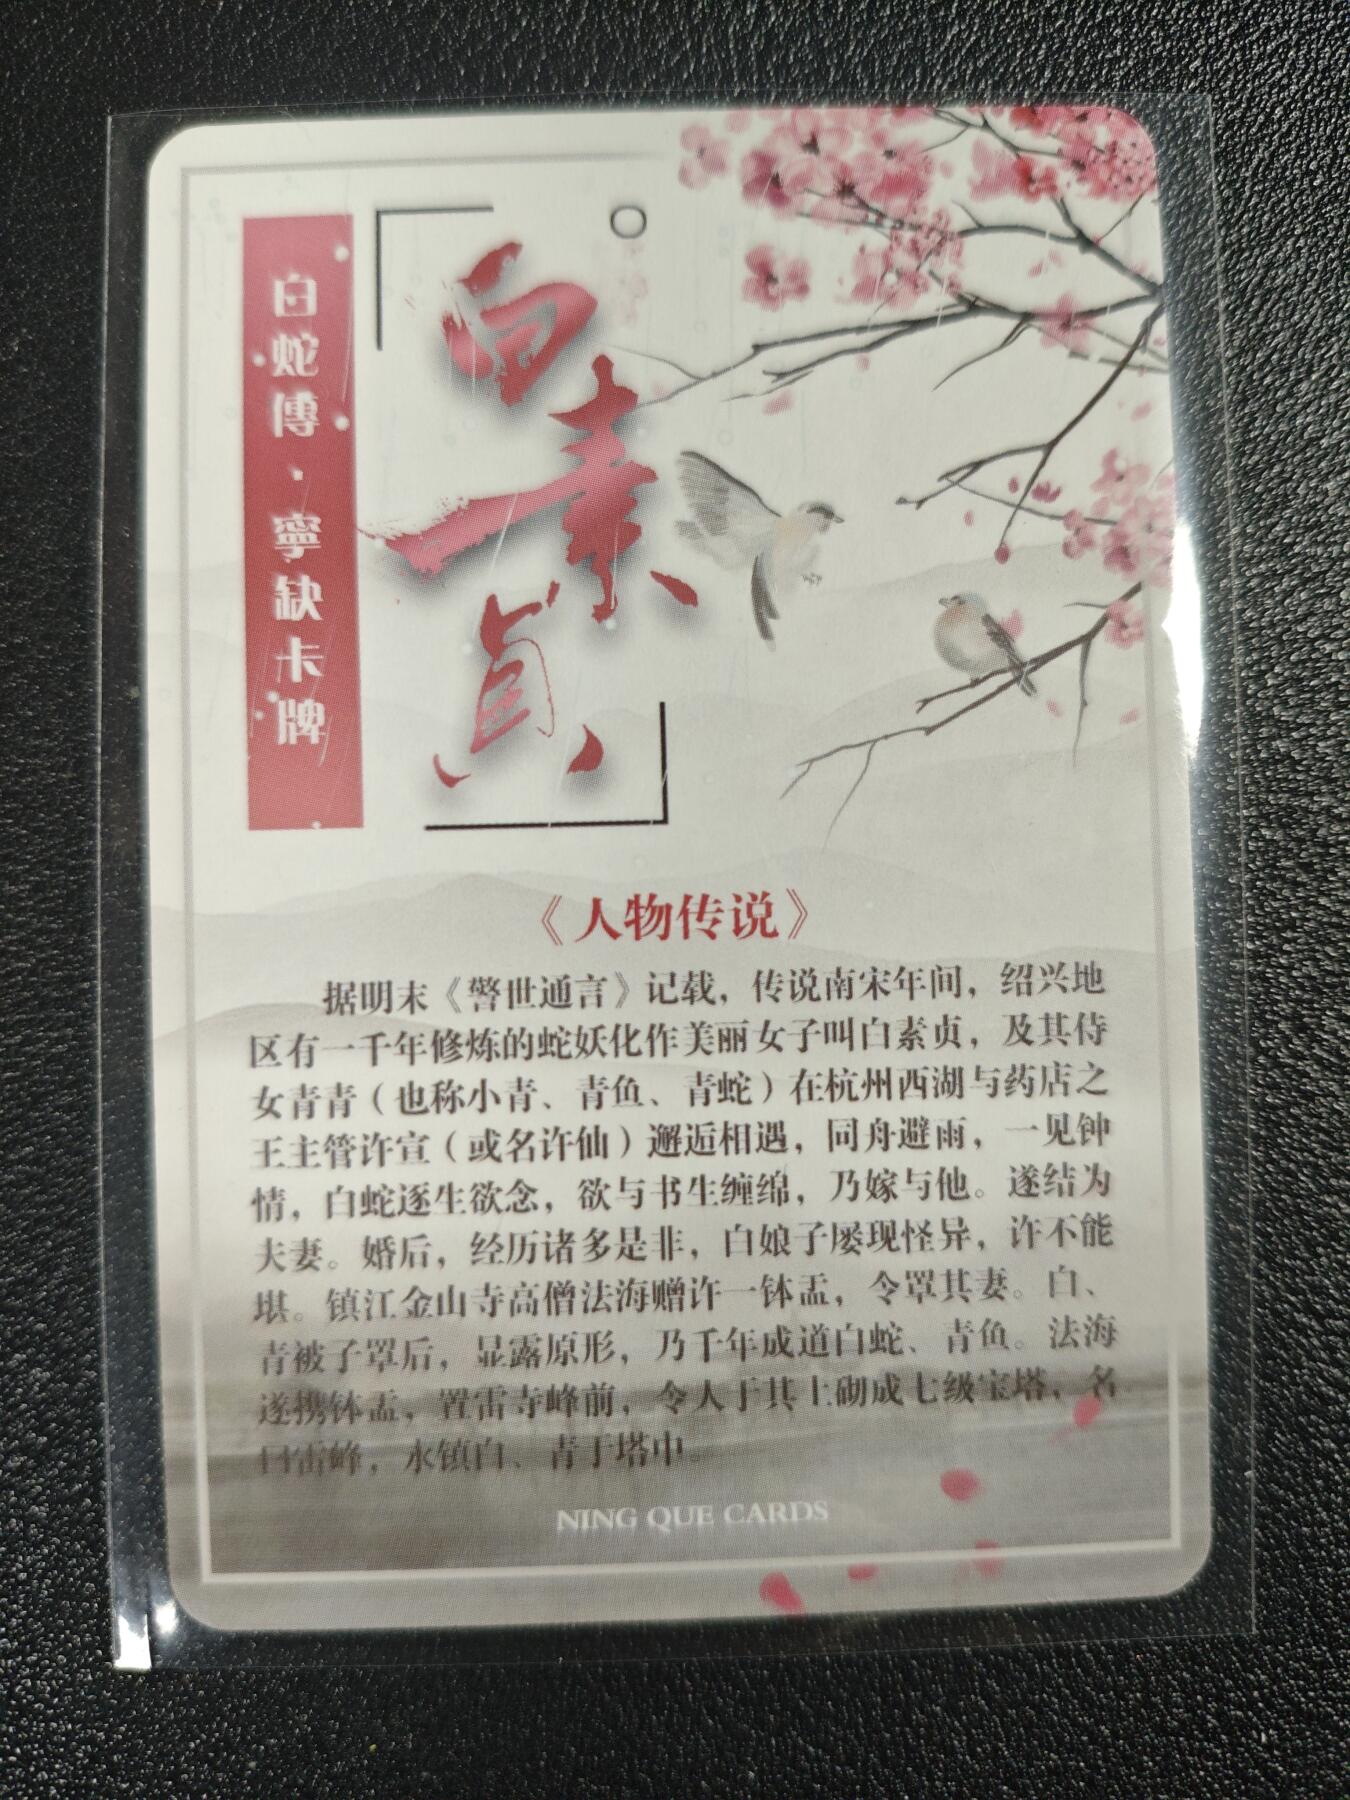 白蛇傳·寧缺卡牌
白素貞
《人物传说》
据明末《警世通言》记载，传说南宋年间，绍兴地
区有一千年修炼的蛇妖化作美丽女子叫白素贞，及其侍
女青青（也称小青、青鱼、青蛇）在杭州西湖与药店之
王主管许宣（或名许仙）邂逅相遇，同舟避雨，一见钟
情，白蛇逐生欲念，欲与书生缠绵，乃嫁与他。遂结为
夫妻。婚后，经历诸多是非，白娘子屡现怪异，许不能
堪。镇江金山寺高僧法海赠许一钵盂，令罩其妻。白、
青被子罩后，显露原形，乃千年成道白蛇、青鱼。法海
遂携钵盂，置雷寺峰前，令人于其上砌成七级宝塔，名
曰雷峰，永镇白、青于塔中。
NING QUE CARDS